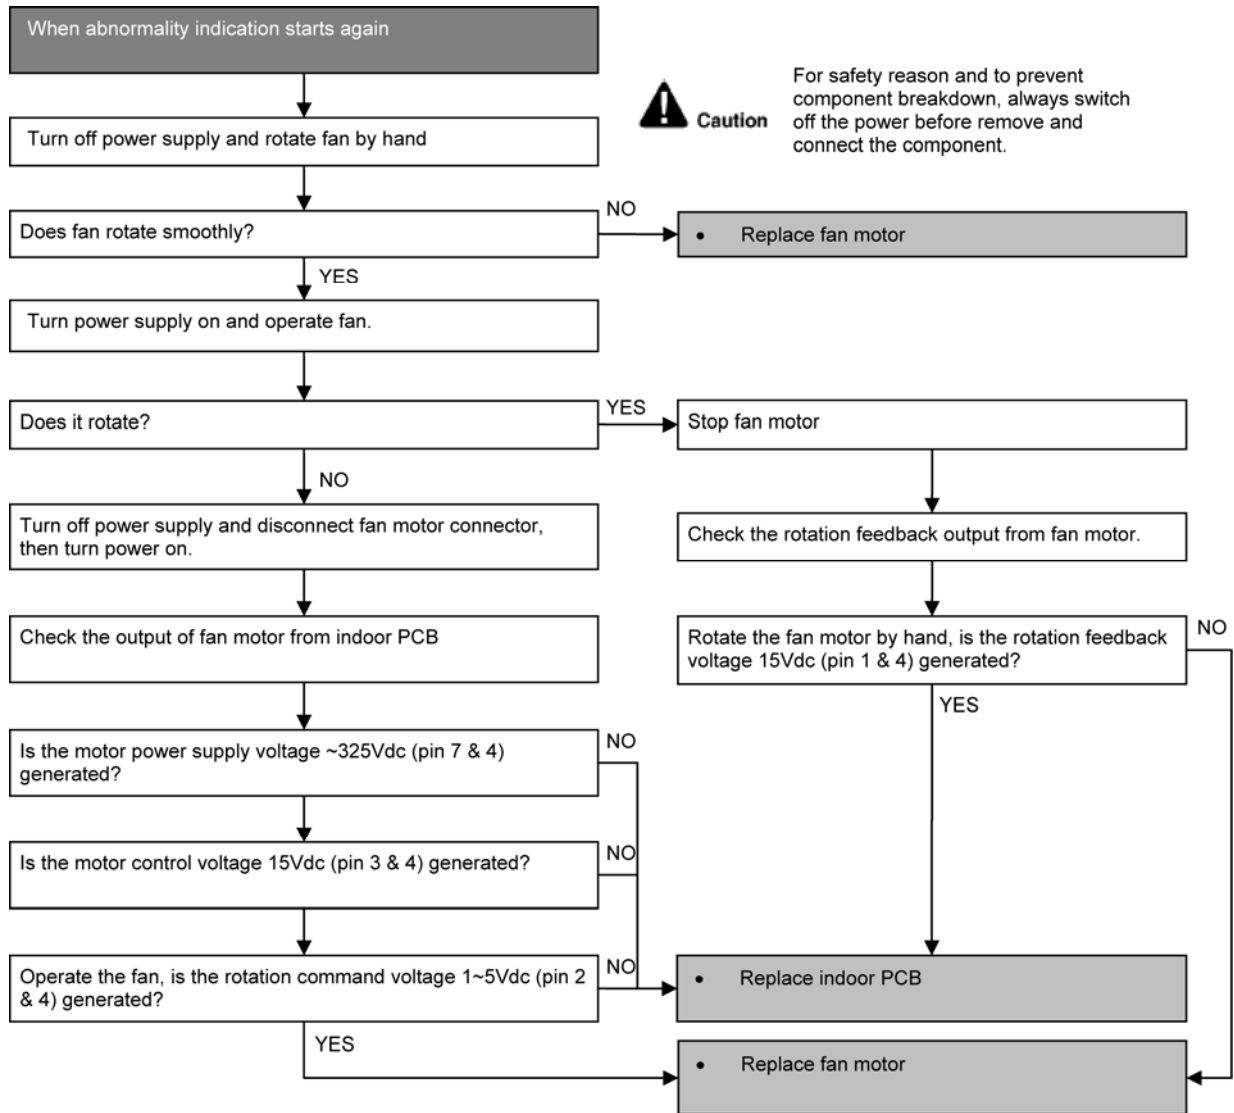 When abnormality indication starts again
Caution
For safety reason and to prevent
component breakdown, always switch
off the power before remove and
connect the component.
Turn off power supply and rotate fan by hand
Does fan rotate smoothly?
NO
• Replace fan motor
YES
Turn power supply on and operate fan.
Does it rotate?
YES
Stop fan motor
NO
Turn off power supply and disconnect fan motor connector,
then turn power on.
Check the rotation feedback output from fan motor.
Check the output of fan motor from indoor PCB
Rotate the fan motor by hand, is the rotation feedback
voltage 15Vdc (pin 1 & 4) generated?
NO
YES
Is the motor power supply voltage ~325Vdc (pin 7 & 4)
generated?
NO
Is the motor control voltage 15Vdc (pin 3 & 4) generated?
NO
Operate the fan, is the rotation command voltage 1~5Vdc (pin 2
& 4) generated?
NO
• Replace indoor PCB
YES
• Replace fan motor